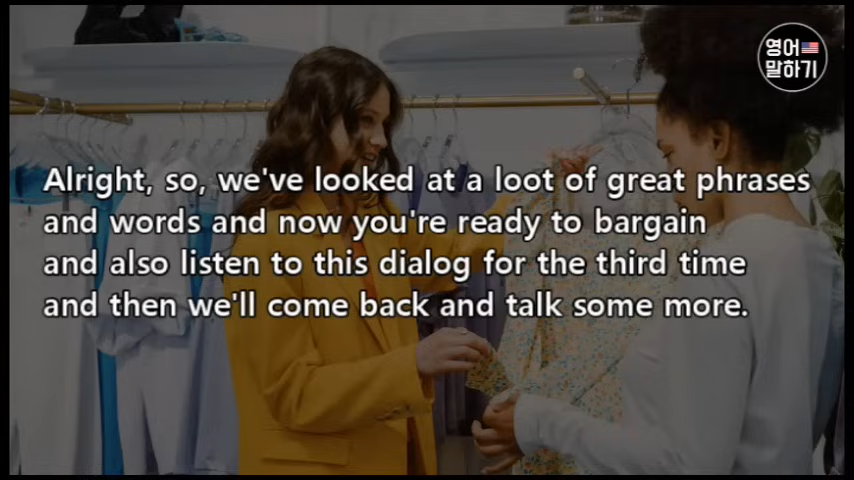 영어
말하기
Alright, so, we've looked at a loot of great phrases
and words and now you're ready to bargain
and also listen to this dialog for the third time
and then we'll come back and talk some more.